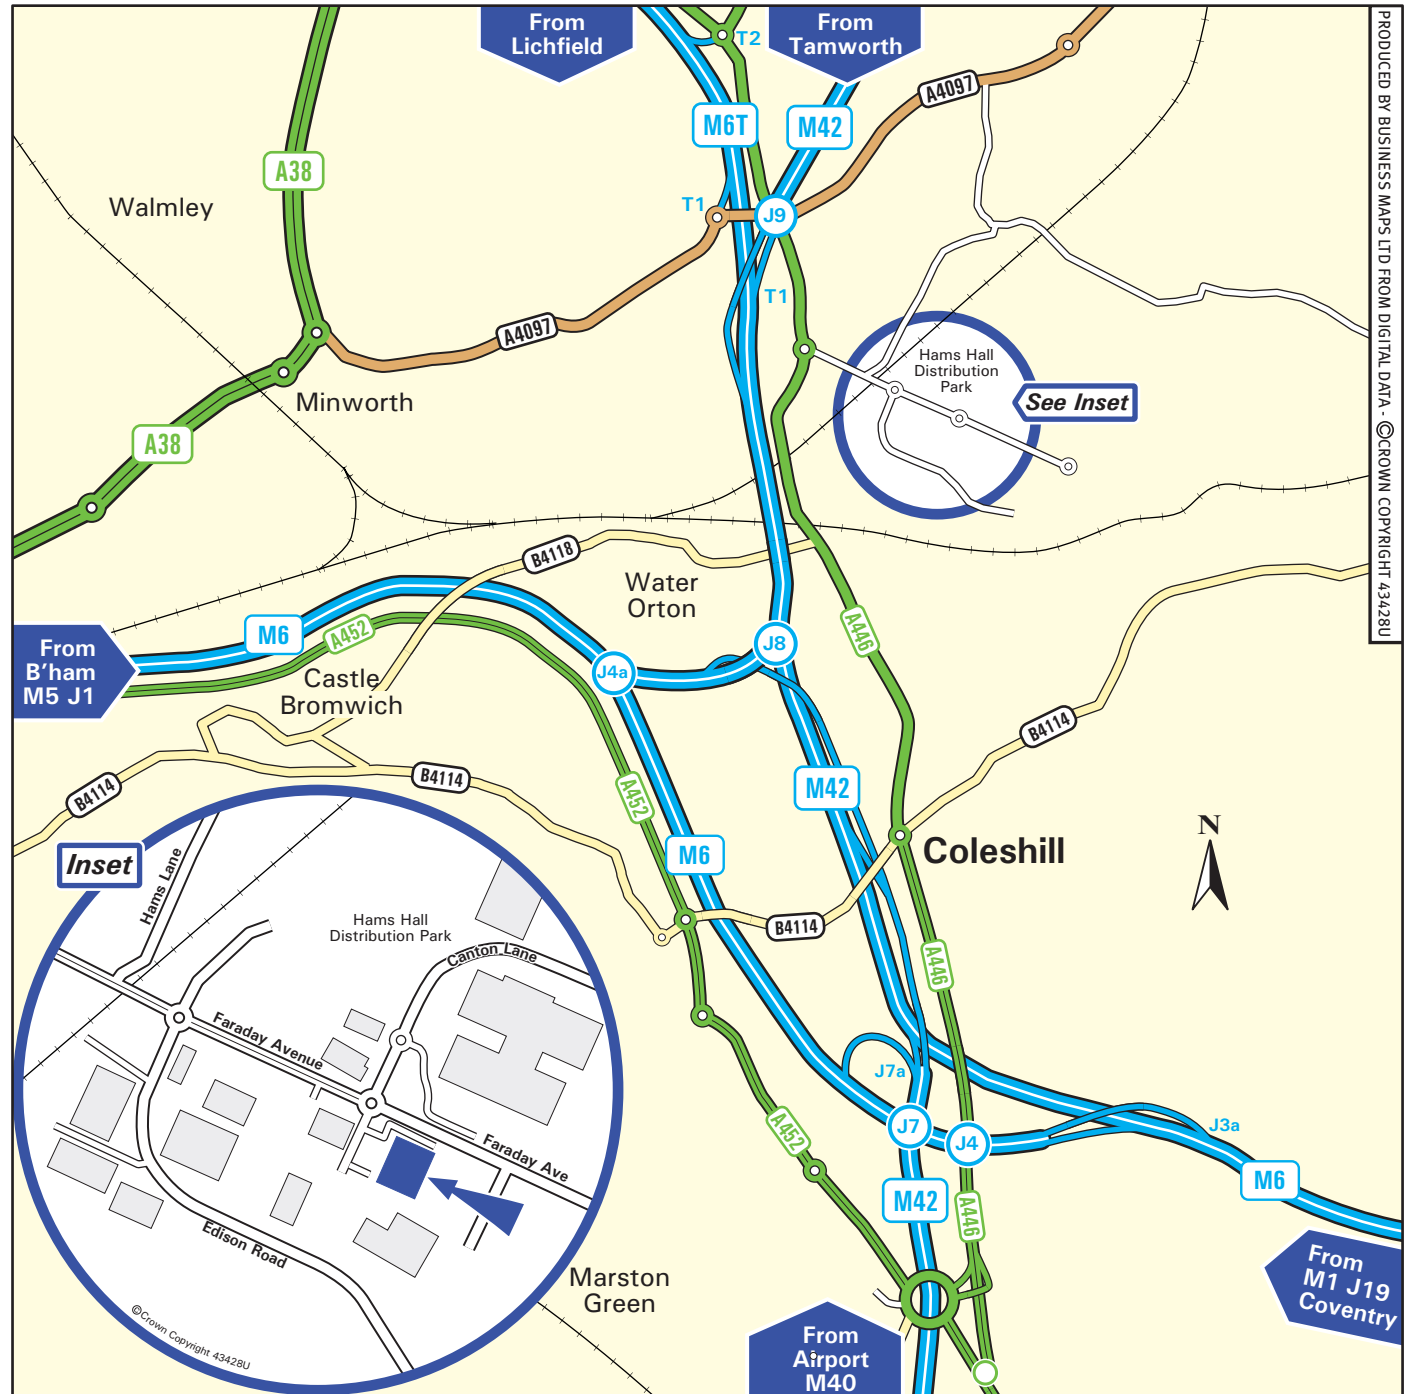 From
Lichfield
T2
From
Tamworth
A4097
M6T
M42
A38
Walmley
T1
J9
T1
A4097
Hams Hall
Distribution
Park
See Inset
Minworth
A38
B4118
Water
Orton
A446
M6
A452
J8
From
B'ham
M5 J1
J4a
Castle
Bromwich
B4114
B4114
B4114
A452
M42
M6
Coleshill
N
B4114
A446
Inset
Hams Lane
Hams Hall
Distribution Park
Canton Lane
Faraday Avenue
Faraday Ave
Edison Road
©Crown Copyright 43428U
J7a
J7
J4
J3a
A452
M42
A446
M6
Marston
Green
From
M1 J19
Coventry
From
Airport
M40
PRODUCED BY BUSINESS MAPS LTD FROM DIGITAL DATA - ©CROWN COPYRIGHT 43428U